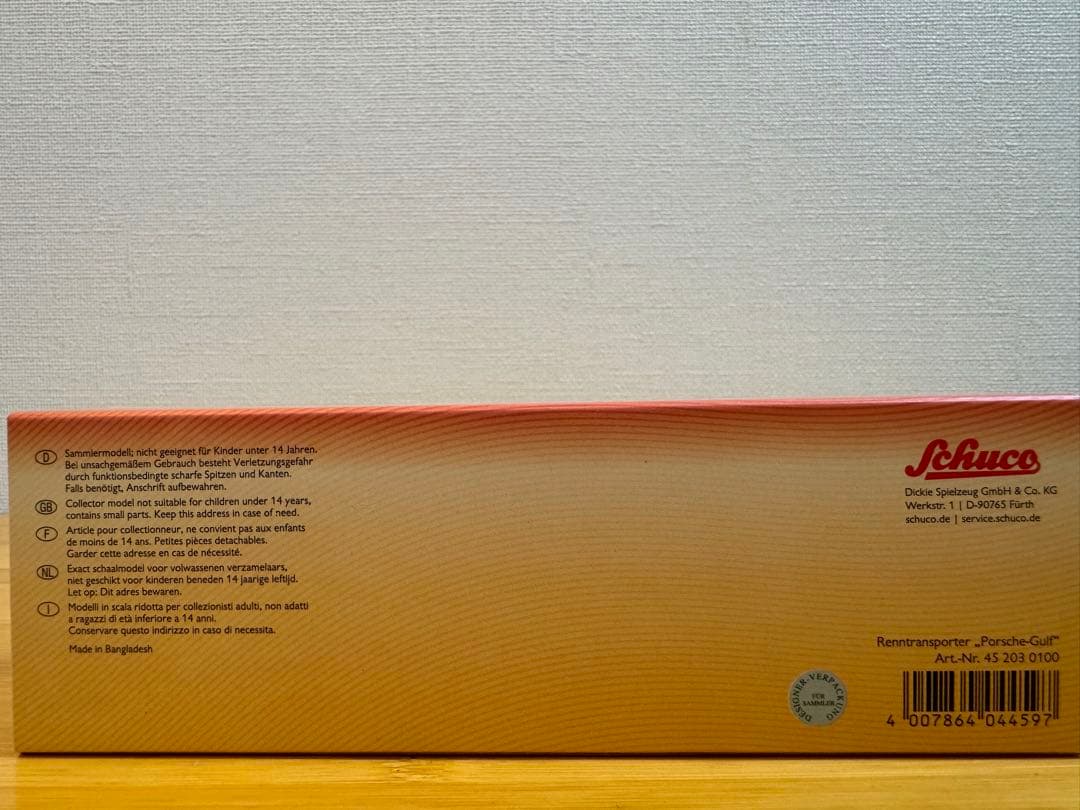 D
Sammlermodell; nicht geeignet für Kinder unter 14 Jahren.
Bei unsachgemäßem Gebrauch besteht Verletzungsgefahr
durch funktionsbedingte scharfe Spitzen und Kanten.
Falls benötigt, Anschrift aufbewahren.
GB
Collector model not suitable for children under 14 years,
contains small parts. Keep this address in case of need.
F
Article pour collectionneur, ne convient pas aux enfants
de moins de 14 ans. Petites pièces detachables.
Garder cette adresse en cas de nécessité.
NL
Exact schaalmodel voor volwassenen verzamelaars,
niet geschikt voor kinderen beneden 14 jaarige leftijd.
Let op: Dit adres bewaren.
I
Modelli in scala ridotta per collezionisti adulti, non adatti
a ragazzi di età inferiore a 14 anni.
Conservare questo indirizzo in caso di necessita.
Made in Bangladesh
Schuco
Dickie Spielzeug GmbH & Co. KG
Werkstr. 1 | D-90765 Fürth
schuco.de | service.schuco.de
Renntransporter „Porsche-Gulf"
Art.-Nr. 45 203 0100
DESIGNER-VERPACKUNG
FÜR
SAMMLER
4 007864 044597